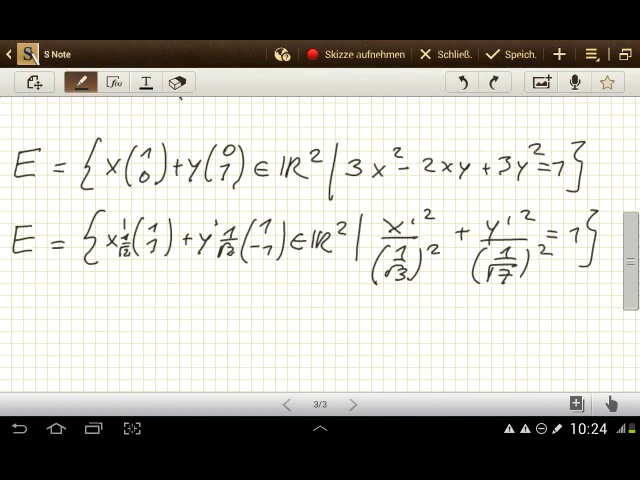 S Note Skizze aufnehmen Schließ. Speich.
E = { x (1 0) + y (0 1) ∈ ℝ² | 3x² - 2xy + 3y² = 1 }
E = { x' 1/√2 (1 1) + y' 1/√2 (1 -1) ∈ ℝ² | x'²/(1/√3)² + y'²/(1/√7)² = 1 }
3/3
10:24